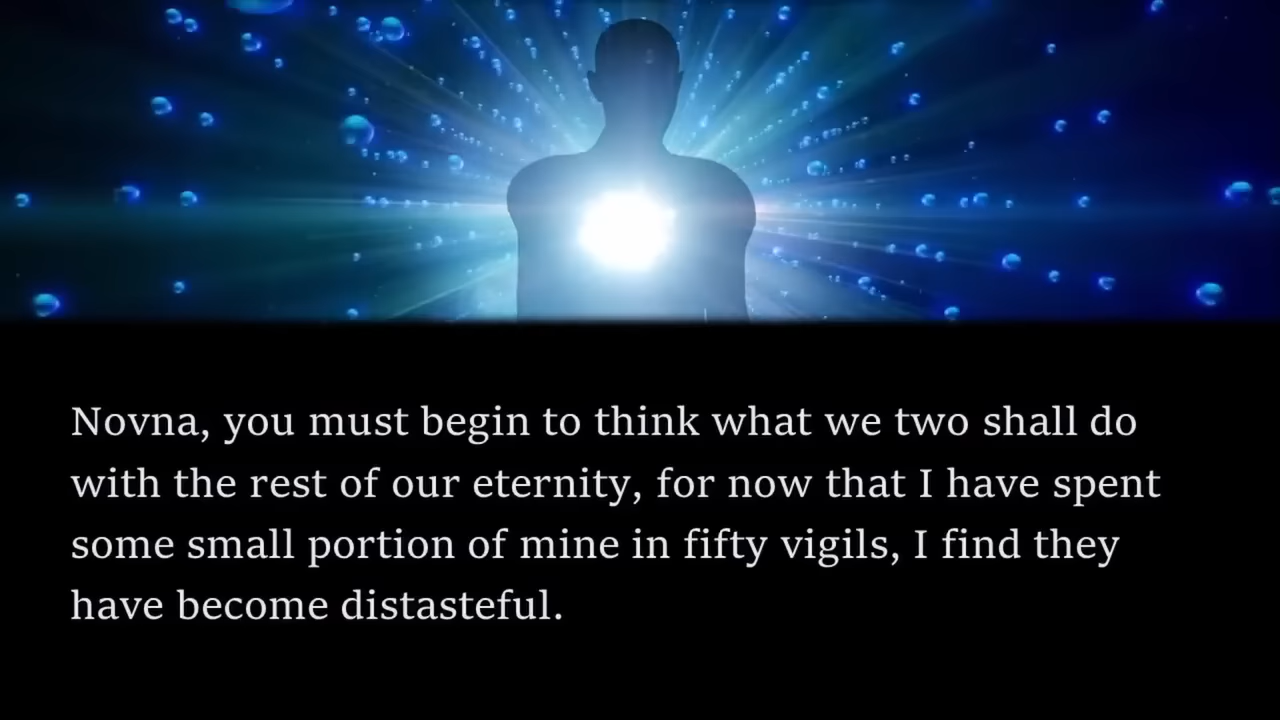 Novna, you must begin to think what we two shall do
with the rest of our eternity, for now that I have spent
some small portion of mine in fifty vigils, I find they
have become distasteful.